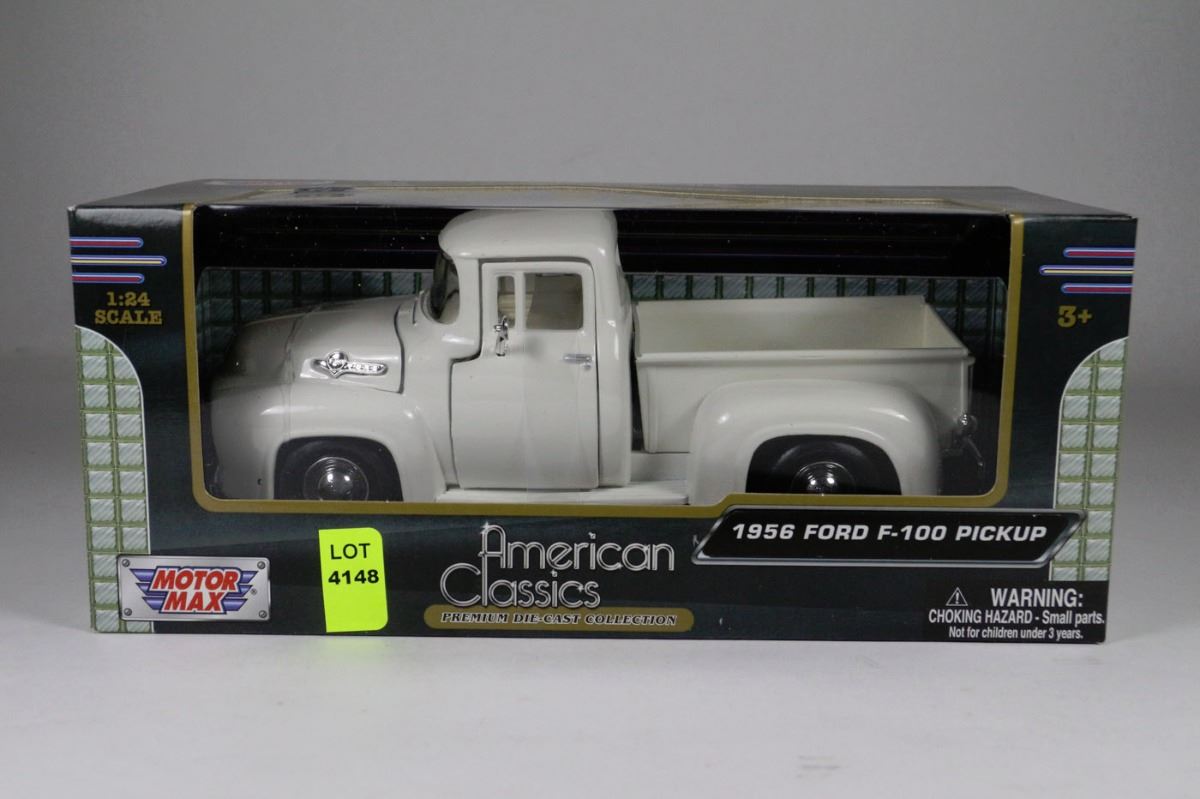 1:24
SCALE
3+
1956 FORD F-100 PICKUP
American
Classics
PREMIUM DIE-CAST COLLECTION
MOTOR
MAX
®
LOT
4148
WARNING:
CHOKING HAZARD - Small parts.
Not for children under 3 years.